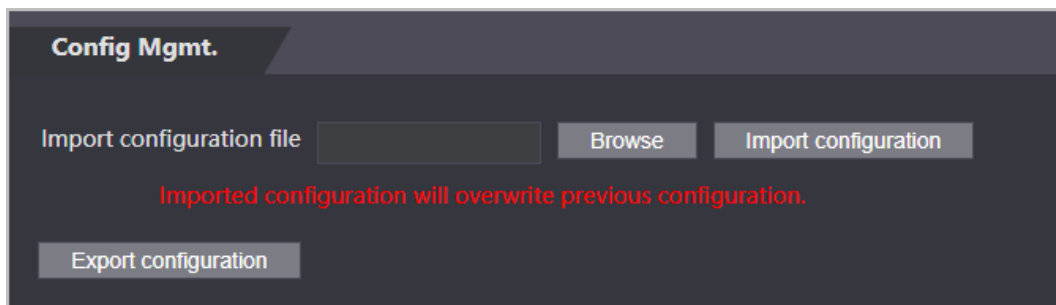 Config Mgmt.
Import configuration file Browse Import configuration
Imported configuration will overwrite previous configuration.
Export configuration